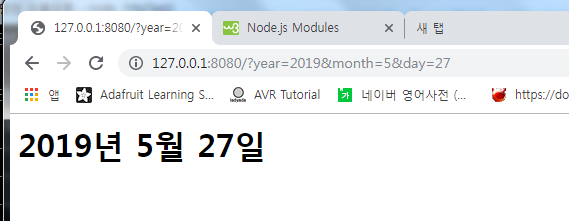 127.0.0.1:8080/?year=20 Node.js Modules 새 탭
127.0.0.1:8080/?year=2019&month=5&day=27
앱 Adafruit Learning S... AVR Tutorial 네이버 영어사전 (... https://do
2019년 5월 27일